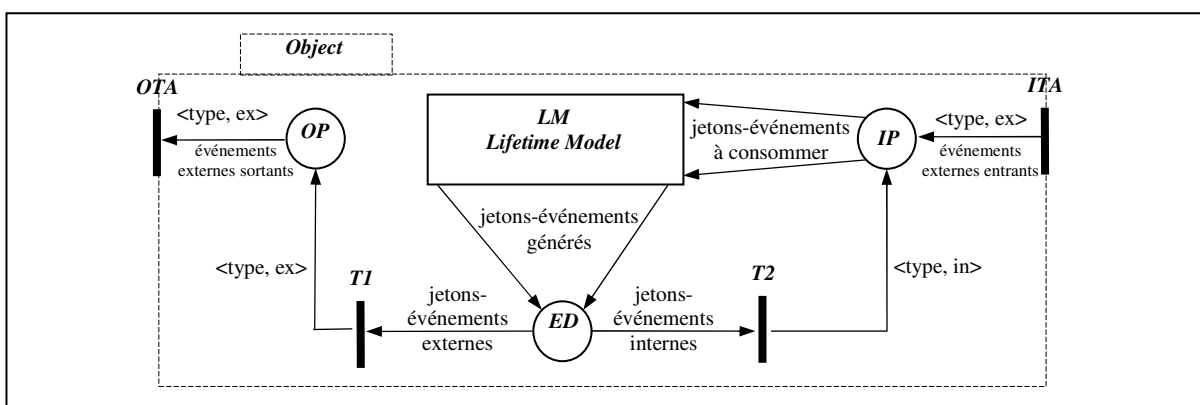 Object
OTA
ITA
<type, ex>
OP
événements
externes sortants
LM
Lifetime Model
jetons-événements
à consommer
IP
<type, ex>
événements
externes entrants
jetons-événements
générés
<type, ex>
T1
jetons-
événements
externes
ED
jetons-
événements
internes
T2
<type, in>